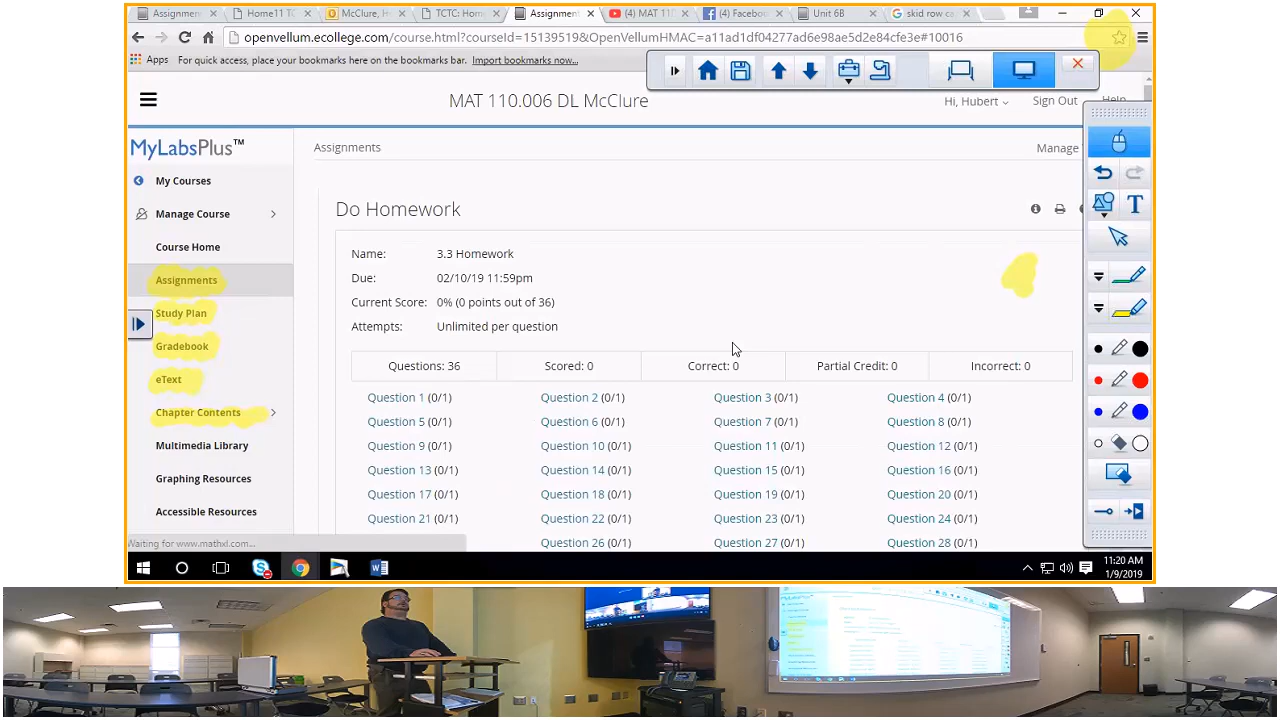 Assignmen
Home11 TC
McClure, H
TCTC: Hom
Assignmen
(4) MAT 11
(4) Faceboo
Unit 6B
skid row ca
openvellum.ecollege.com/course.html?courseId=15139519&OpenVellumHMAC=a11ad1df04277ad6e98ae5d2e84cfe3e#10016
Apps For quick access, place your bookmarks here on the bookmarks bar. Import bookmarks now...
MAT 110.006 DL McClure
Hi, Hubert
Sign Out
Help
MyLabsPlus™
Assignments
Manage
My Courses
Manage Course
Course Home
Assignments
Study Plan
Gradebook
eText
Chapter Contents
Multimedia Library
Graphing Resources
Accessible Resources
Do Homework
Name: 3.3 Homework
Due: 02/10/19 11:59pm
Current Score: 0% (0 points out of 36)
Attempts: Unlimited per question
Questions: 36 Scored: 0 Correct: 0 Partial Credit: 0 Incorrect: 0
Question 1 (0/1) Question 2 (0/1) Question 3 (0/1) Question 4 (0/1)
Question 5 (0/1) Question 6 (0/1) Question 7 (0/1) Question 8 (0/1)
Question 9 (0/1) Question 10 (0/1) Question 11 (0/1) Question 12 (0/1)
Question 13 (0/1) Question 14 (0/1) Question 15 (0/1) Question 16 (0/1)
Question 17 (0/1) Question 18 (0/1) Question 19 (0/1) Question 20 (0/1)
Question 21 (0/1) Question 22 (0/1) Question 23 (0/1) Question 24 (0/1)
Question 26 (0/1) Question 27 (0/1) Question 28 (0/1)
Waiting for www.mathxl.com...
T
11:20 AM
1/9/2019